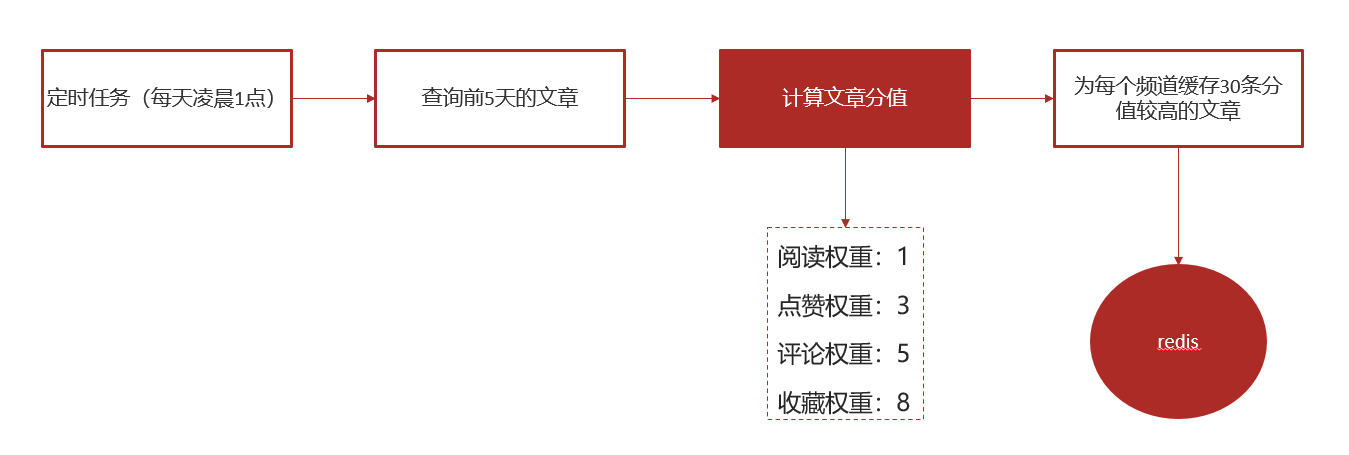 定时任务（每天凌晨1点）
查询前5天的文章
计算文章分值
为每个频道缓存30条分
值较高的文章
阅读权重：1
点赞权重：3
评论权重：5
收藏权重：8
redis